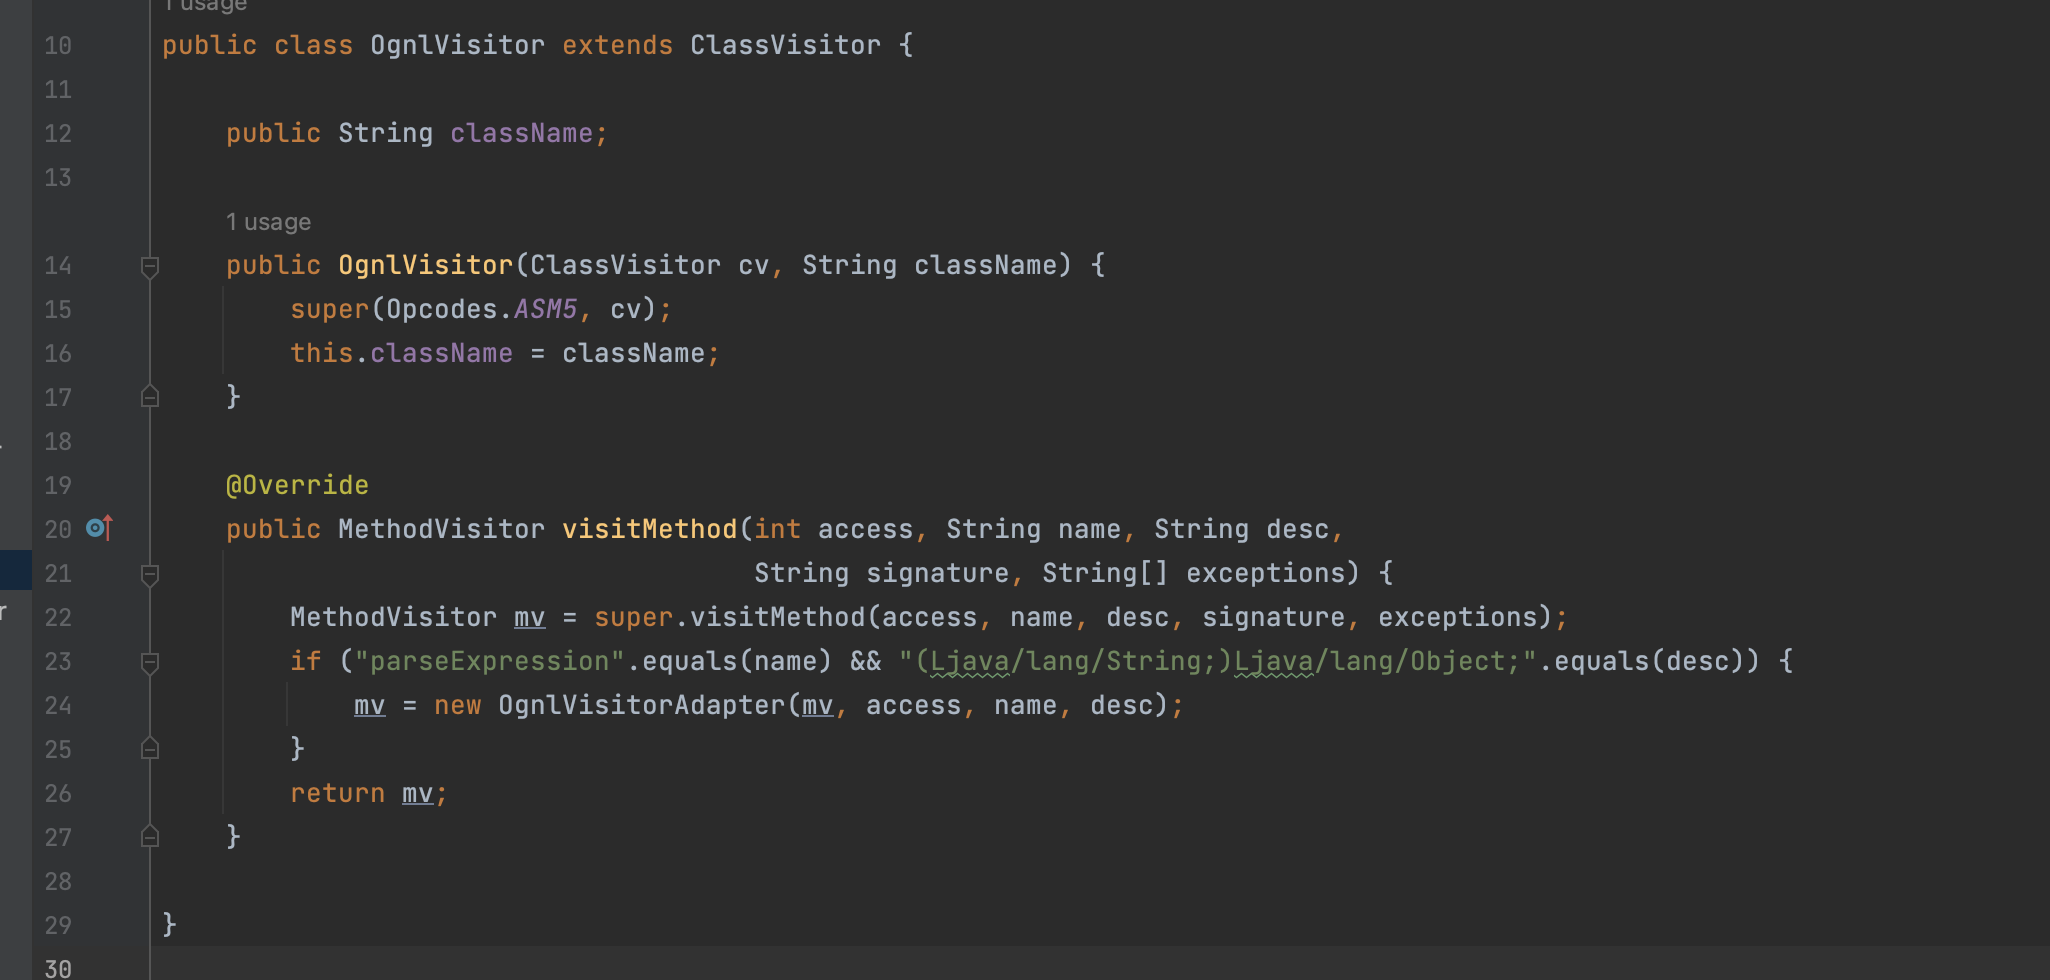 1 usage
10 public class OgnlVisitor extends ClassVisitor {
11
12 public String className;
13
1 usage
14 public OgnlVisitor(ClassVisitor cv, String className) {
15 super(Opcodes.ASM5, cv);
16 this.className = className;
17 }
18
19 @Override
20 public MethodVisitor visitMethod(int access, String name, String desc,
21 String signature, String[] exceptions) {
22 MethodVisitor mv = super.visitMethod(access, name, desc, signature, exceptions);
23 if ("parseExpression".equals(name) && "(Ljava/lang/String;)Ljava/lang/Object;".equals(desc)) {
24 mv = new OgnlVisitorAdapter(mv, access, name, desc);
25 }
26 return mv;
27 }
28
29 }
30